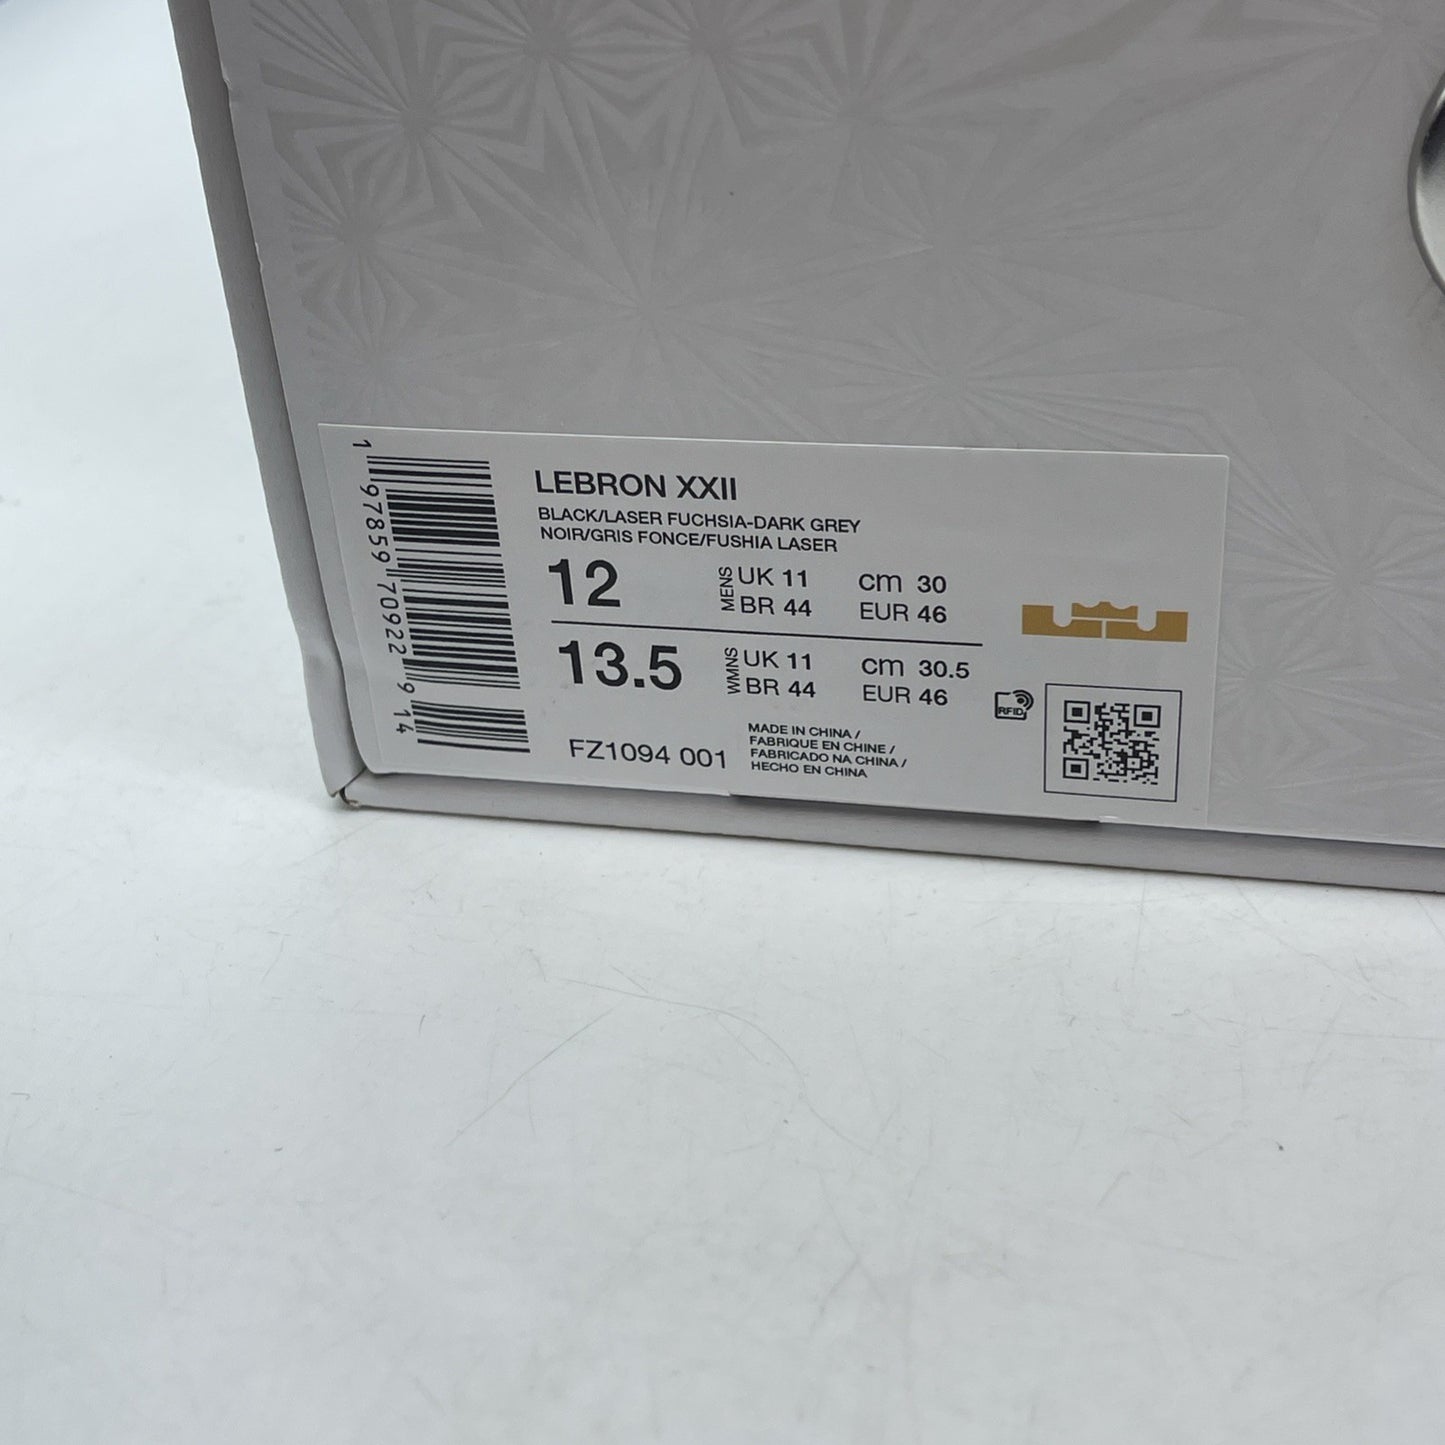 LEBRON XXII
BLACK/LASER FUCHSIA-DARK GREY
NOIR/GRIS FONCE/FUSHIA LASER
12 MENS UK 11 cm 30
BR 44 EUR 46
13.5 WMNS UK 11 cm 30.5
BR 44 EUR 46
RFID
FZ1094 001
MADE IN CHINA /
FABRIQUE EN CHINE /
FABRICADO NA CHINA /
HECHO EN CHINA
1 97859 70922 9 14